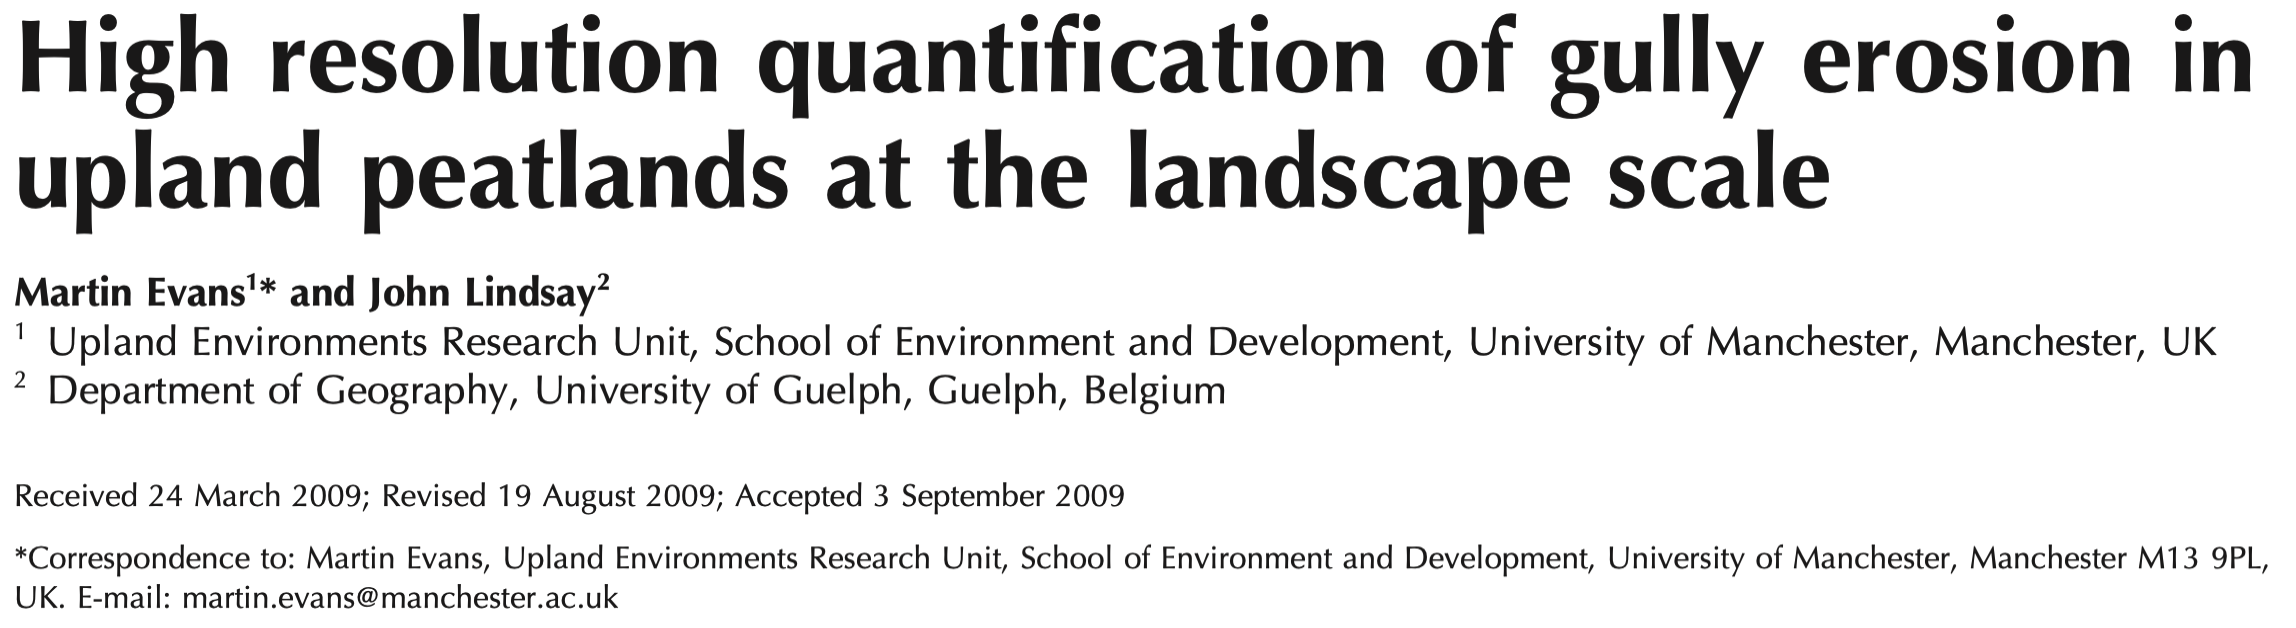 High resolution quantification of gully erosion in
upland peatlands at the landscape scale
Martin Evans¹* and John Lindsay²
¹ Upland Environments Research Unit, School of Environment and Development, University of Manchester, Manchester, UK
² Department of Geography, University of Guelph, Guelph, Belgium
Received 24 March 2009; Revised 19 August 2009; Accepted 3 September 2009
*Correspondence to: Martin Evans, Upland Environments Research Unit, School of Environment and Development, University of Manchester, Manchester M13 9PL,
UK. E-mail: martin.evans@manchester.ac.uk